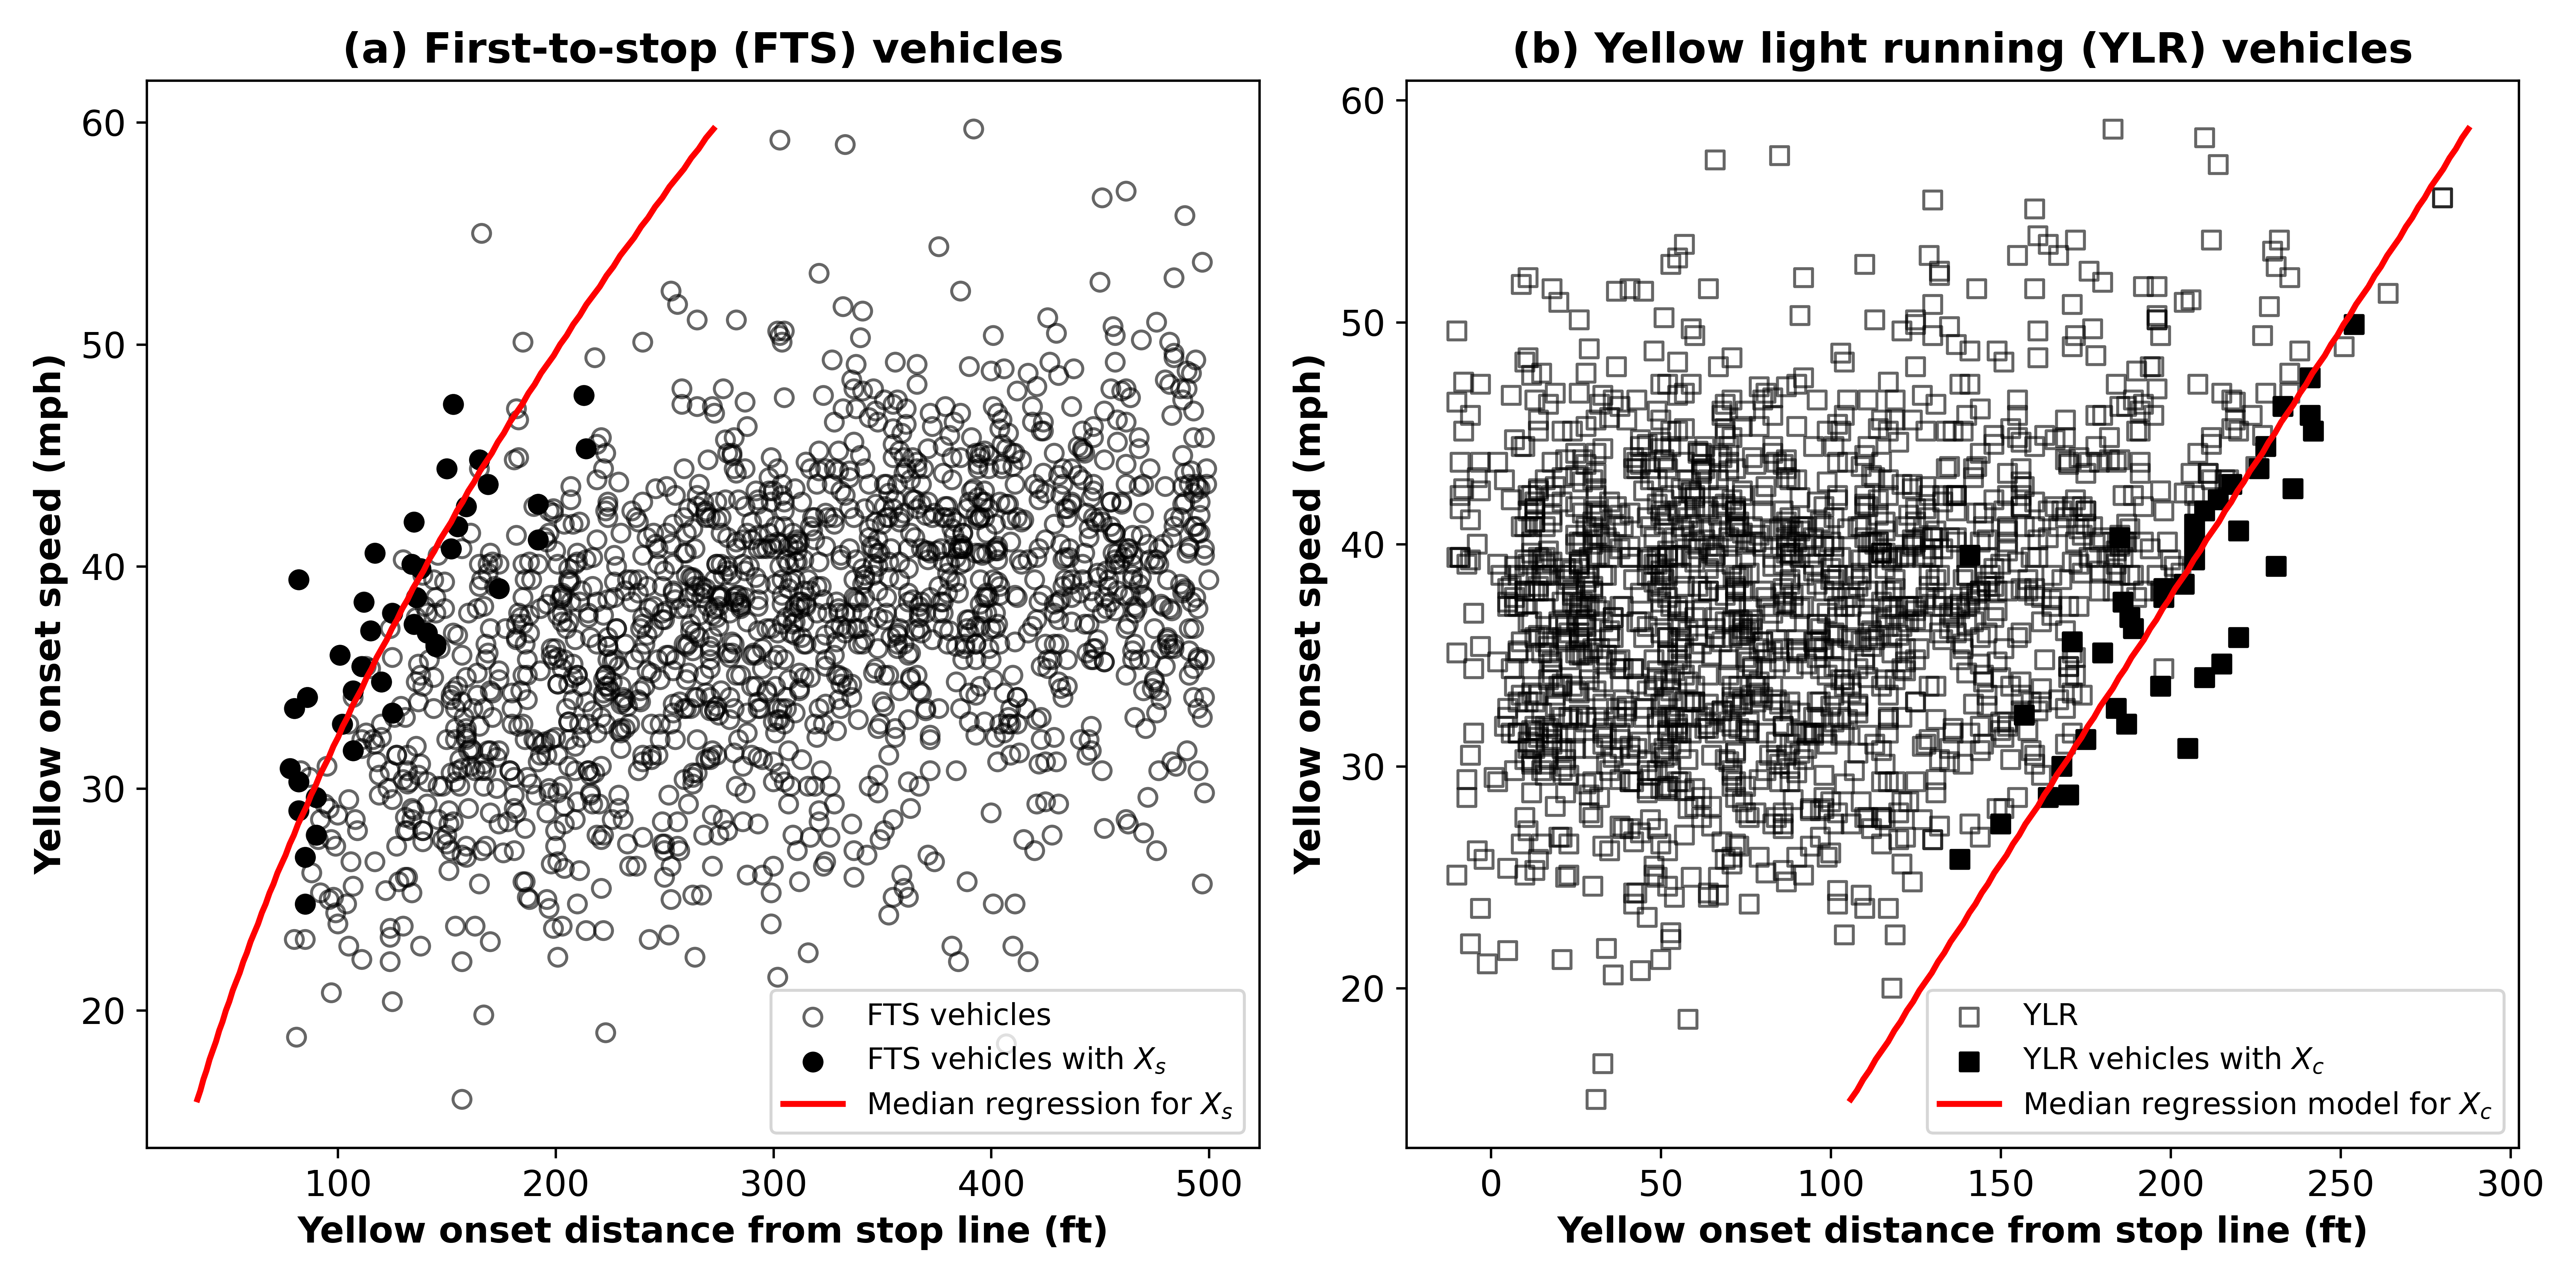 (a) First-to-stop (FTS) vehicles
Yellow onset speed (mph)
60
50
40
30
20
100 200 300 400 500
Yellow onset distance from stop line (ft)
FTS vehicles
FTS vehicles with Xs
Median regression for Xs
(b) Yellow light running (YLR) vehicles
Yellow onset speed (mph)
60
50
40
30
20
0 50 100 150 200 250 300
Yellow onset distance from stop line (ft)
YLR
YLR vehicles with Xc
Median regression model for Xc